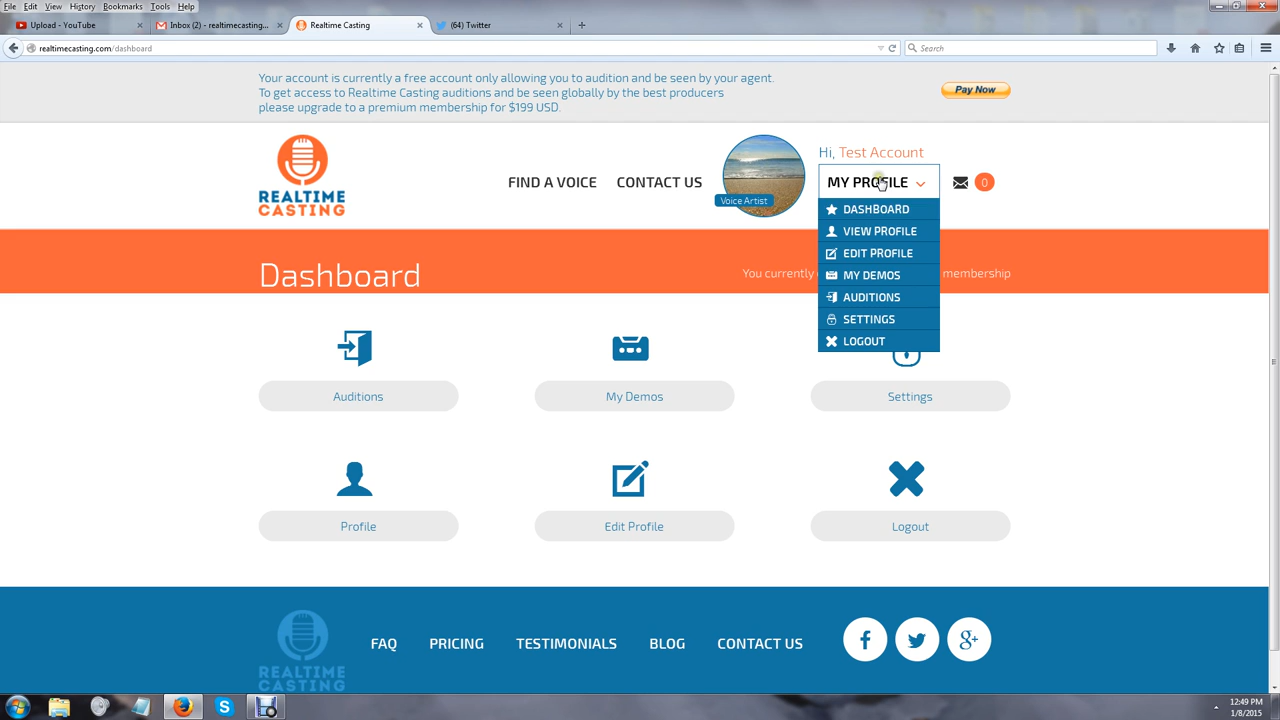 File Edit View History Bookmarks Tools Help
Upload - YouTube × Inbox (2) - realtimecasting... × Realtime Casting × (64) Twitter × +
realtimecasting.com/dashboard
Search
Your account is currently a free account only allowing you to audition and be seen by your agent.
To get access to Realtime Casting auditions and be seen globally by the best producers
please upgrade to a premium membership for $199 USD.
Pay Now
REALTIME
CASTING
FIND A VOICE
CONTACT US
Voice Artist
Hi, Test Account
MY PROFILE
0
DASHBOARD
VIEW PROFILE
EDIT PROFILE
MY DEMOS
AUDITIONS
SETTINGS
LOGOUT
Dashboard
You currently
membership
Auditions
My Demos
Settings
Profile
Edit Profile
Logout
REALTIME
CASTING
FAQ
PRICING
TESTIMONIALS
BLOG
CONTACT US
12:49 PM
1/8/2015